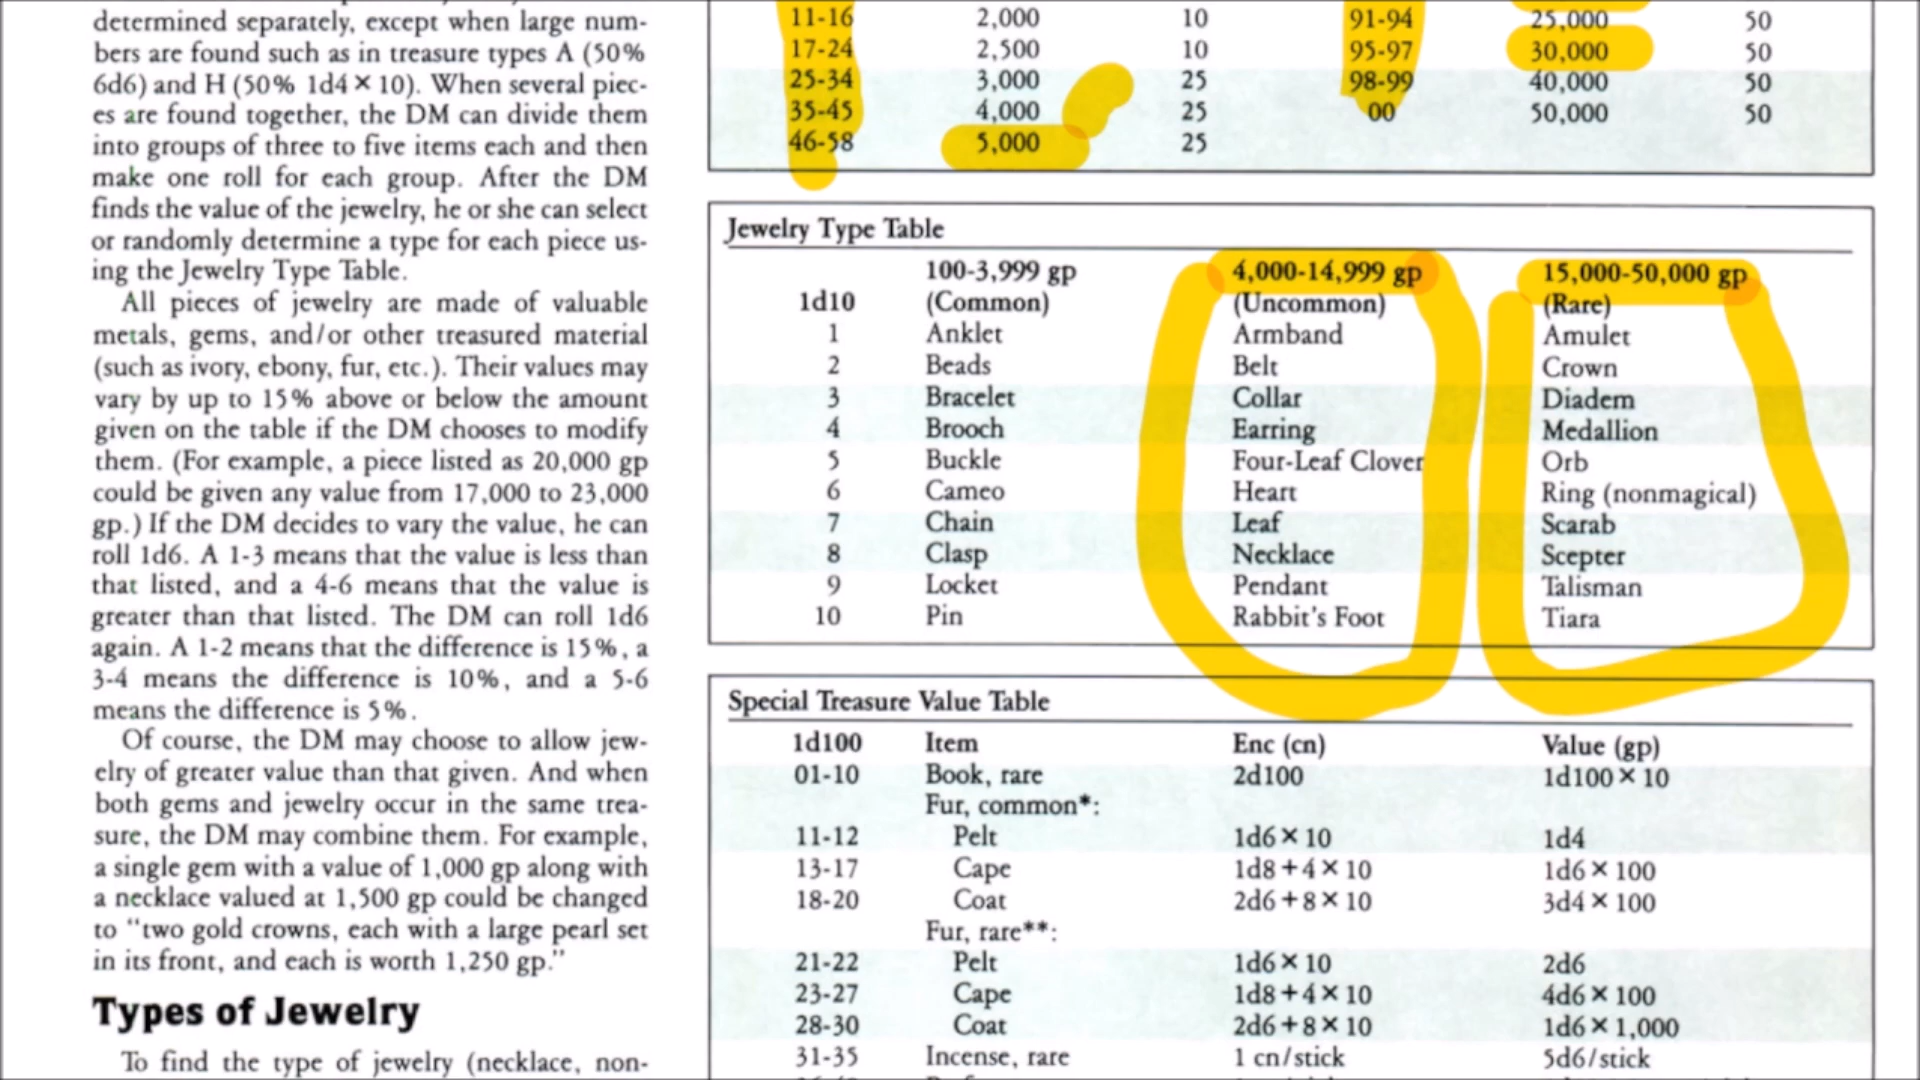 determined separately, except when large num-
bers are found such as in treasure types A (50%
6d6) and H (50% 1d4 × 10). When several piec-
es are found together, the DM can divide them
into groups of three to five items each and then
make one roll for each group. After the DM
finds the value of the jewelry, he or she can select
or randomly determine a type for each piece us-
ing the Jewelry Type Table.
All pieces of jewelry are made of valuable
metals, gems, and/or other treasured material
(such as ivory, ebony, fur, etc.). Their values may
vary by up to 15% above or below the amount
given on the table if the DM chooses to modify
them. (For example, a piece listed as 20,000 gp
could be given any value from 17,000 to 23,000
gp.) If the DM decides to vary the value, he can
roll 1d6. A 1-3 means that the value is less than
that listed, and a 4-6 means that the value is
greater than that listed. The DM can roll 1d6
again. A 1-2 means that the difference is 15%, a
3-4 means the difference is 10%, and a 5-6
means the difference is 5%.
Of course, the DM may choose to allow jew-
elry of greater value than that given. And when
both gems and jewelry occur in the same trea-
sure, the DM may combine them. For example,
a single gem with a value of 1,000 gp along with
a necklace valued at 1,500 gp could be changed
to “two gold crowns, each with a large pearl set
in its front, and each is worth 1,250 gp.”
Types of Jewelry
To find the type of jewelry (necklace, non-
11-16 2,000 10 91-94 25,000 50
17-24 2,500 10 95-97 30,000 50
25-34 3,000 25 98-99 40,000 50
35-45 4,000 25 00 50,000 50
46-58 5,000 25
Jewelry Type Table
100-3,999 gp 4,000-14,999 gp 15,000-50,000 gp
1d10 (Common) (Uncommon) (Rare)
1 Anklet Armband Amulet
2 Beads Belt Crown
3 Bracelet Collar Diadem
4 Brooch Earring Medallion
5 Buckle Four-Leaf Clover Orb
6 Cameo Heart Ring (nonmagical)
7 Chain Leaf Scarab
8 Clasp Necklace Scepter
9 Locket Pendant Talisman
10 Pin Rabbit's Foot Tiara
Special Treasure Value Table
1d100 Item Enc (cn) Value (gp)
01-10 Book, rare 2d100 1d100 × 10
Fur, common*:
11-12 Pelt 1d6 × 10 1d4
13-17 Cape 1d8 + 4 × 10 1d6 × 100
18-20 Coat 2d6 + 8 × 10 3d4 × 100
Fur, rare**:
21-22 Pelt 1d6 × 10 2d6
23-27 Cape 1d8 + 4 × 10 4d6 × 100
28-30 Coat 2d6 + 8 × 10 1d6 × 1,000
31-35 Incense, rare 1 cn/stick 5d6/stick